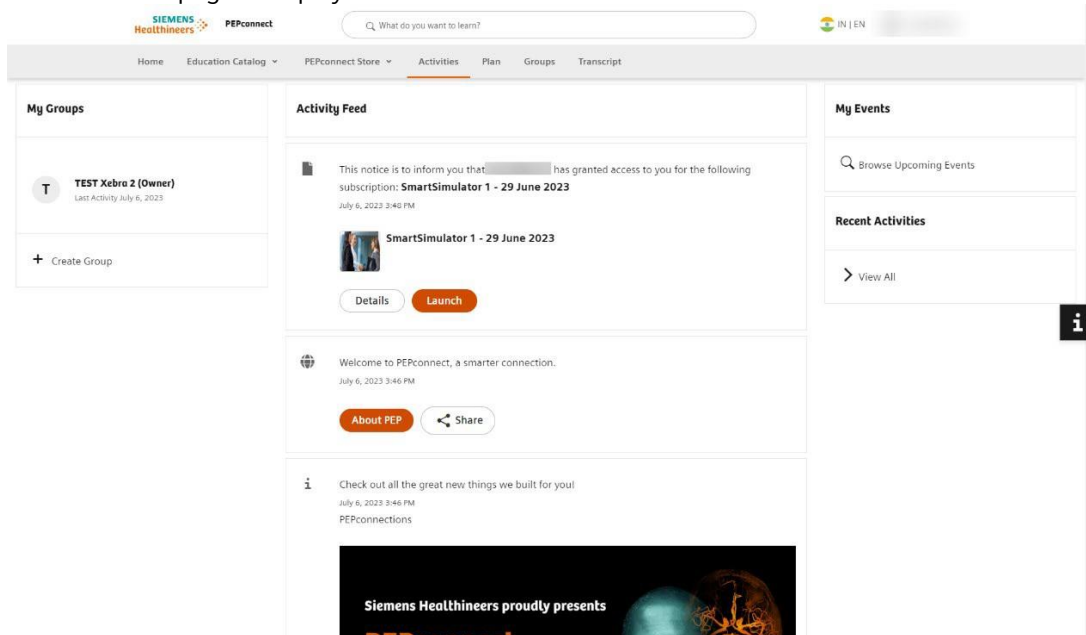 SIEMENS
Healthineers
PEPconnect
What do you want to learn?
IN | EN
Home Education Catalog PEPconnect Store Activities Plan Groups Transcript
My Groups
T
TEST Xebra 2 (Owner)
Last Activity July 6, 2023
+ Create Group
Activity Feed
This notice is to inform you that has granted access to you for the following
subscription: SmartSimulator 1 - 29 June 2023
July 6, 2023 3:48 PM
SmartSimulator 1 - 29 June 2023
Details Launch
Welcome to PEPconnect, a smarter connection.
July 6, 2023 3:46 PM
About PEP Share
i
Check out all the great new things we built for you!
July 6, 2023 3:46 PM
PEPconnections
Siemens Healthineers proudly presents
My Events
Browse Upcoming Events
Recent Activities
View All
i